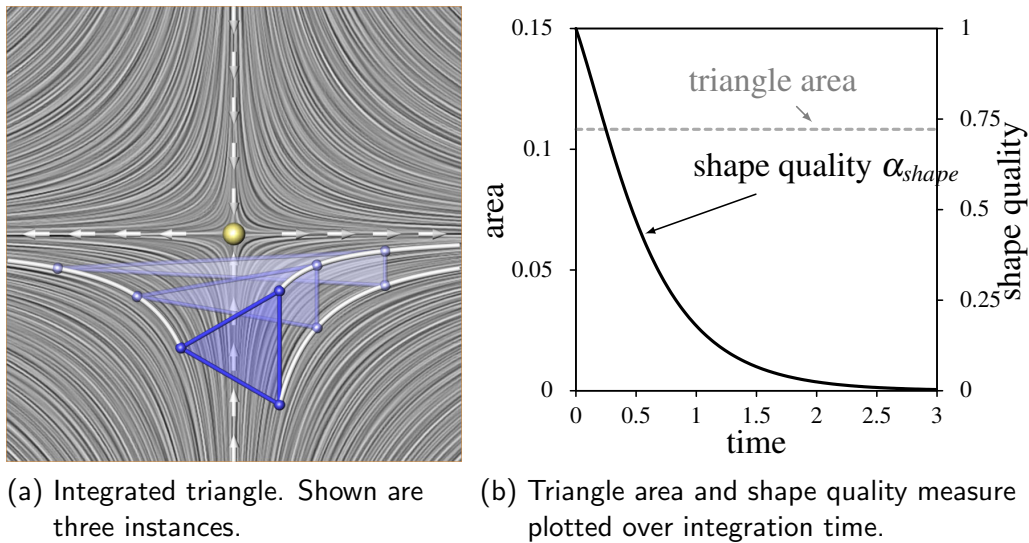 0.15
0.1
0.05
0
area
1
0.75
0.5
0.25
0
shape quality
triangle area
shape quality α_shape
0 0.5 1 1.5 2 2.5 3
time
(a) Integrated triangle. Shown are
three instances.
(b) Triangle area and shape quality measure
plotted over integration time.